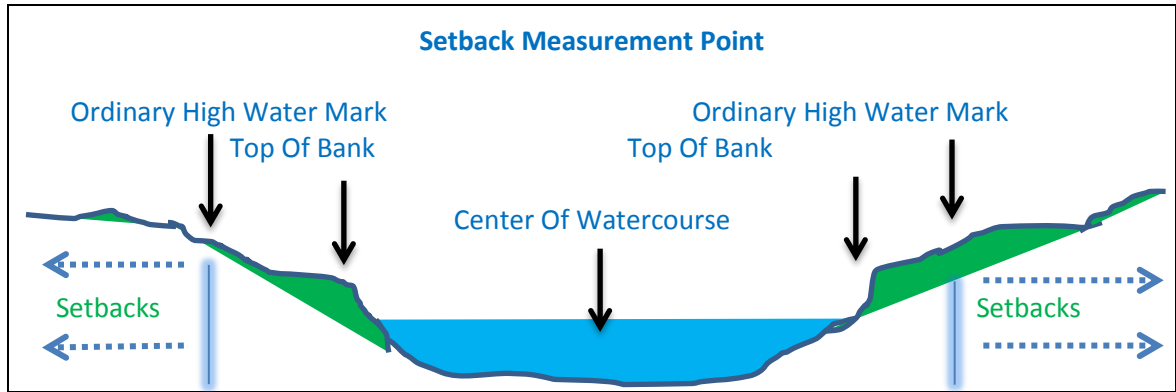 Setback Measurement Point
Ordinary High Water Mark
Ordinary High Water Mark
Top Of Bank
Top Of Bank
Center Of Watercourse
Setbacks
Setbacks